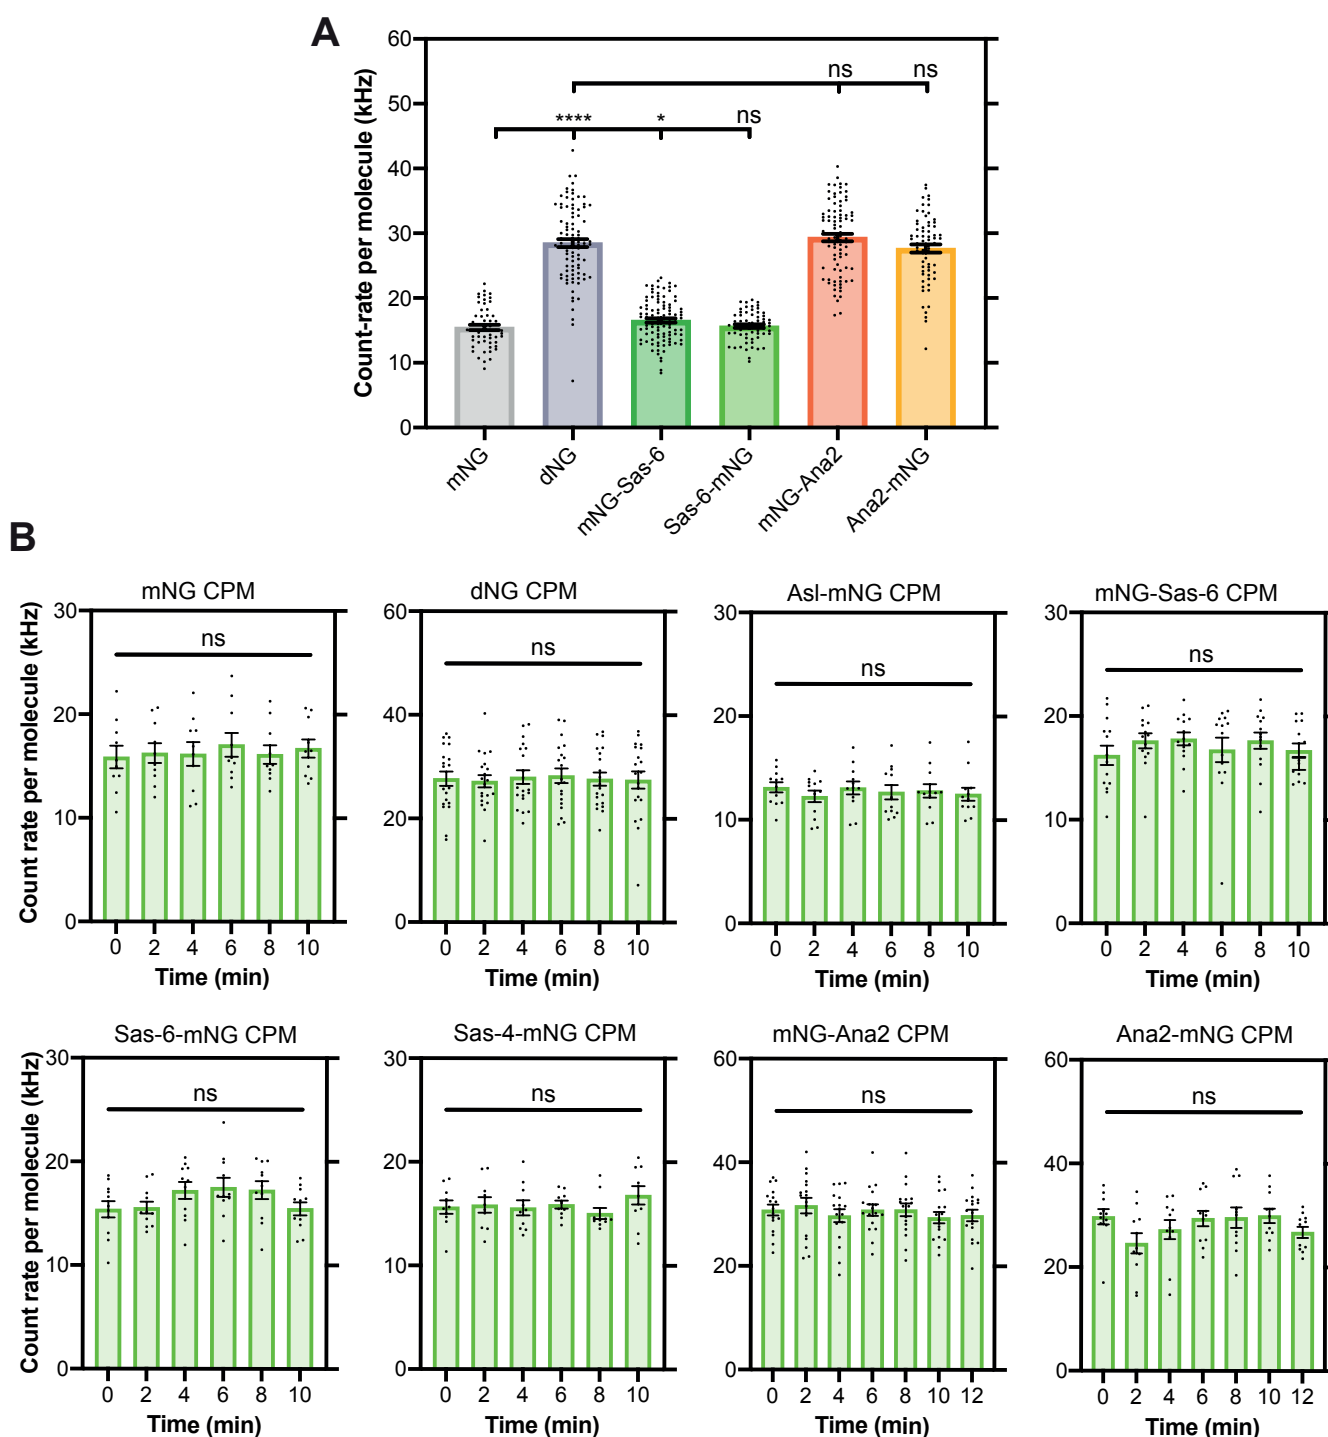 A
Count-rate per molecule (kHz)
60
50
40
30
20
10
0
ns ns
**** * ns
mNG dNG mNG-Sas-6 Sas-6-mNG mNG-Ana2 Ana2-mNG
B
mNG CPM
Count rate per molecule (kHz)
30
20
10
0
ns
0 2 4 6 8 10
Time (min)
dNG CPM
60
40
20
0
ns
0 2 4 6 8 10
Time (min)
Asl-mNG CPM
30
20
10
0
ns
0 2 4 6 8 10
Time (min)
mNG-Sas-6 CPM
30
20
10
0
ns
0 2 4 6 8 10
Time (min)
Sas-6-mNG CPM
Count rate per molecule (kHz)
30
20
10
0
ns
0 2 4 6 8 10
Time (min)
Sas-4-mNG CPM
30
20
10
0
ns
0 2 4 6 8 10
Time (min)
mNG-Ana2 CPM
60
40
20
0
ns
0 2 4 6 8 10 12
Time (min)
Ana2-mNG CPM
60
40
20
0
ns
0 2 4 6 8 10 12
Time (min)